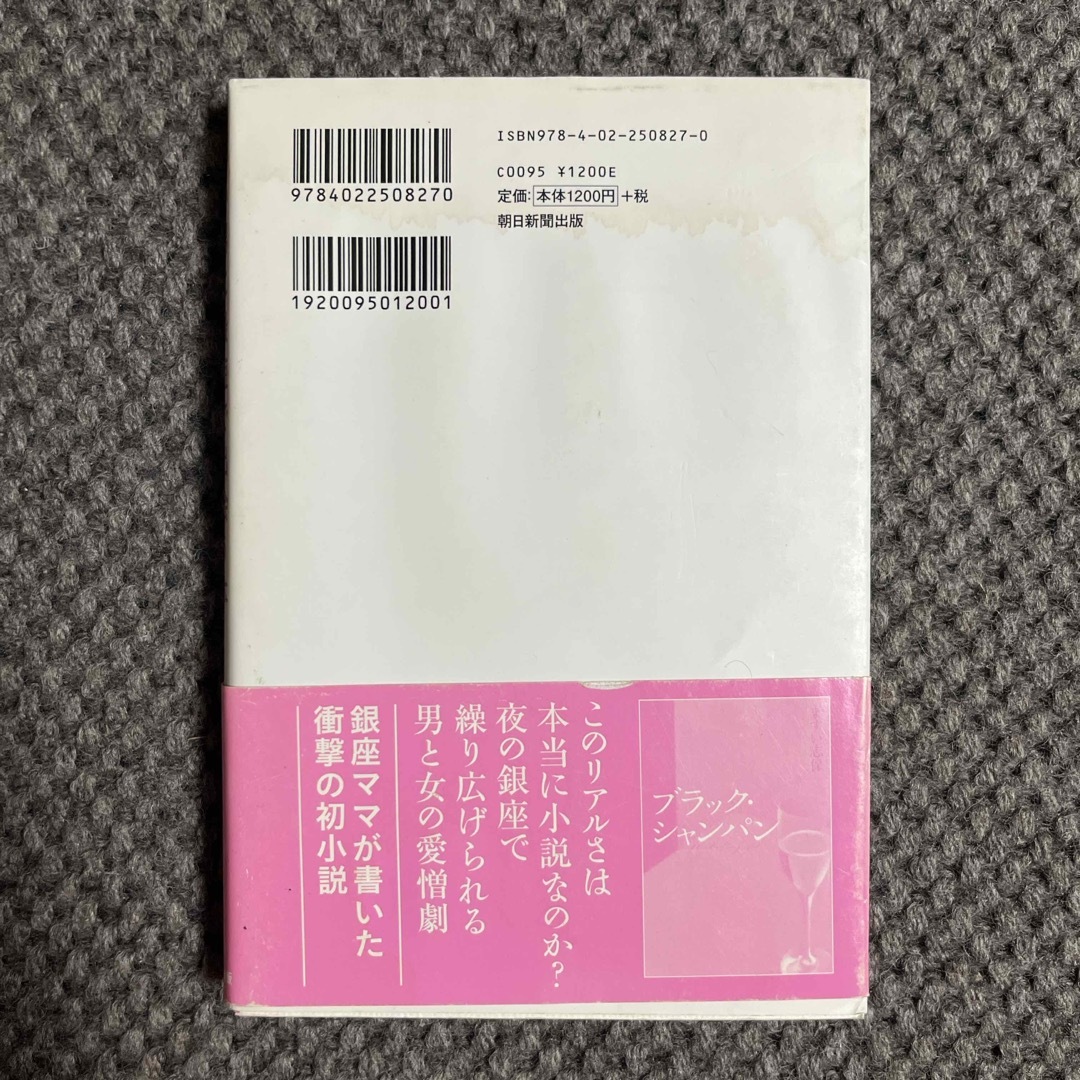 ISBN978-4-02-250827-0
C0095 ¥1200E
定価:本体1200円+税
朝日新聞出版
9784022508270
1920095012001
ブラック・
シャンパン
このリアルさは
本当に小説なのか?
夜の銀座で
繰り広げられる
男と女の愛憎劇
銀座ママが書いた
衝撃の初小説